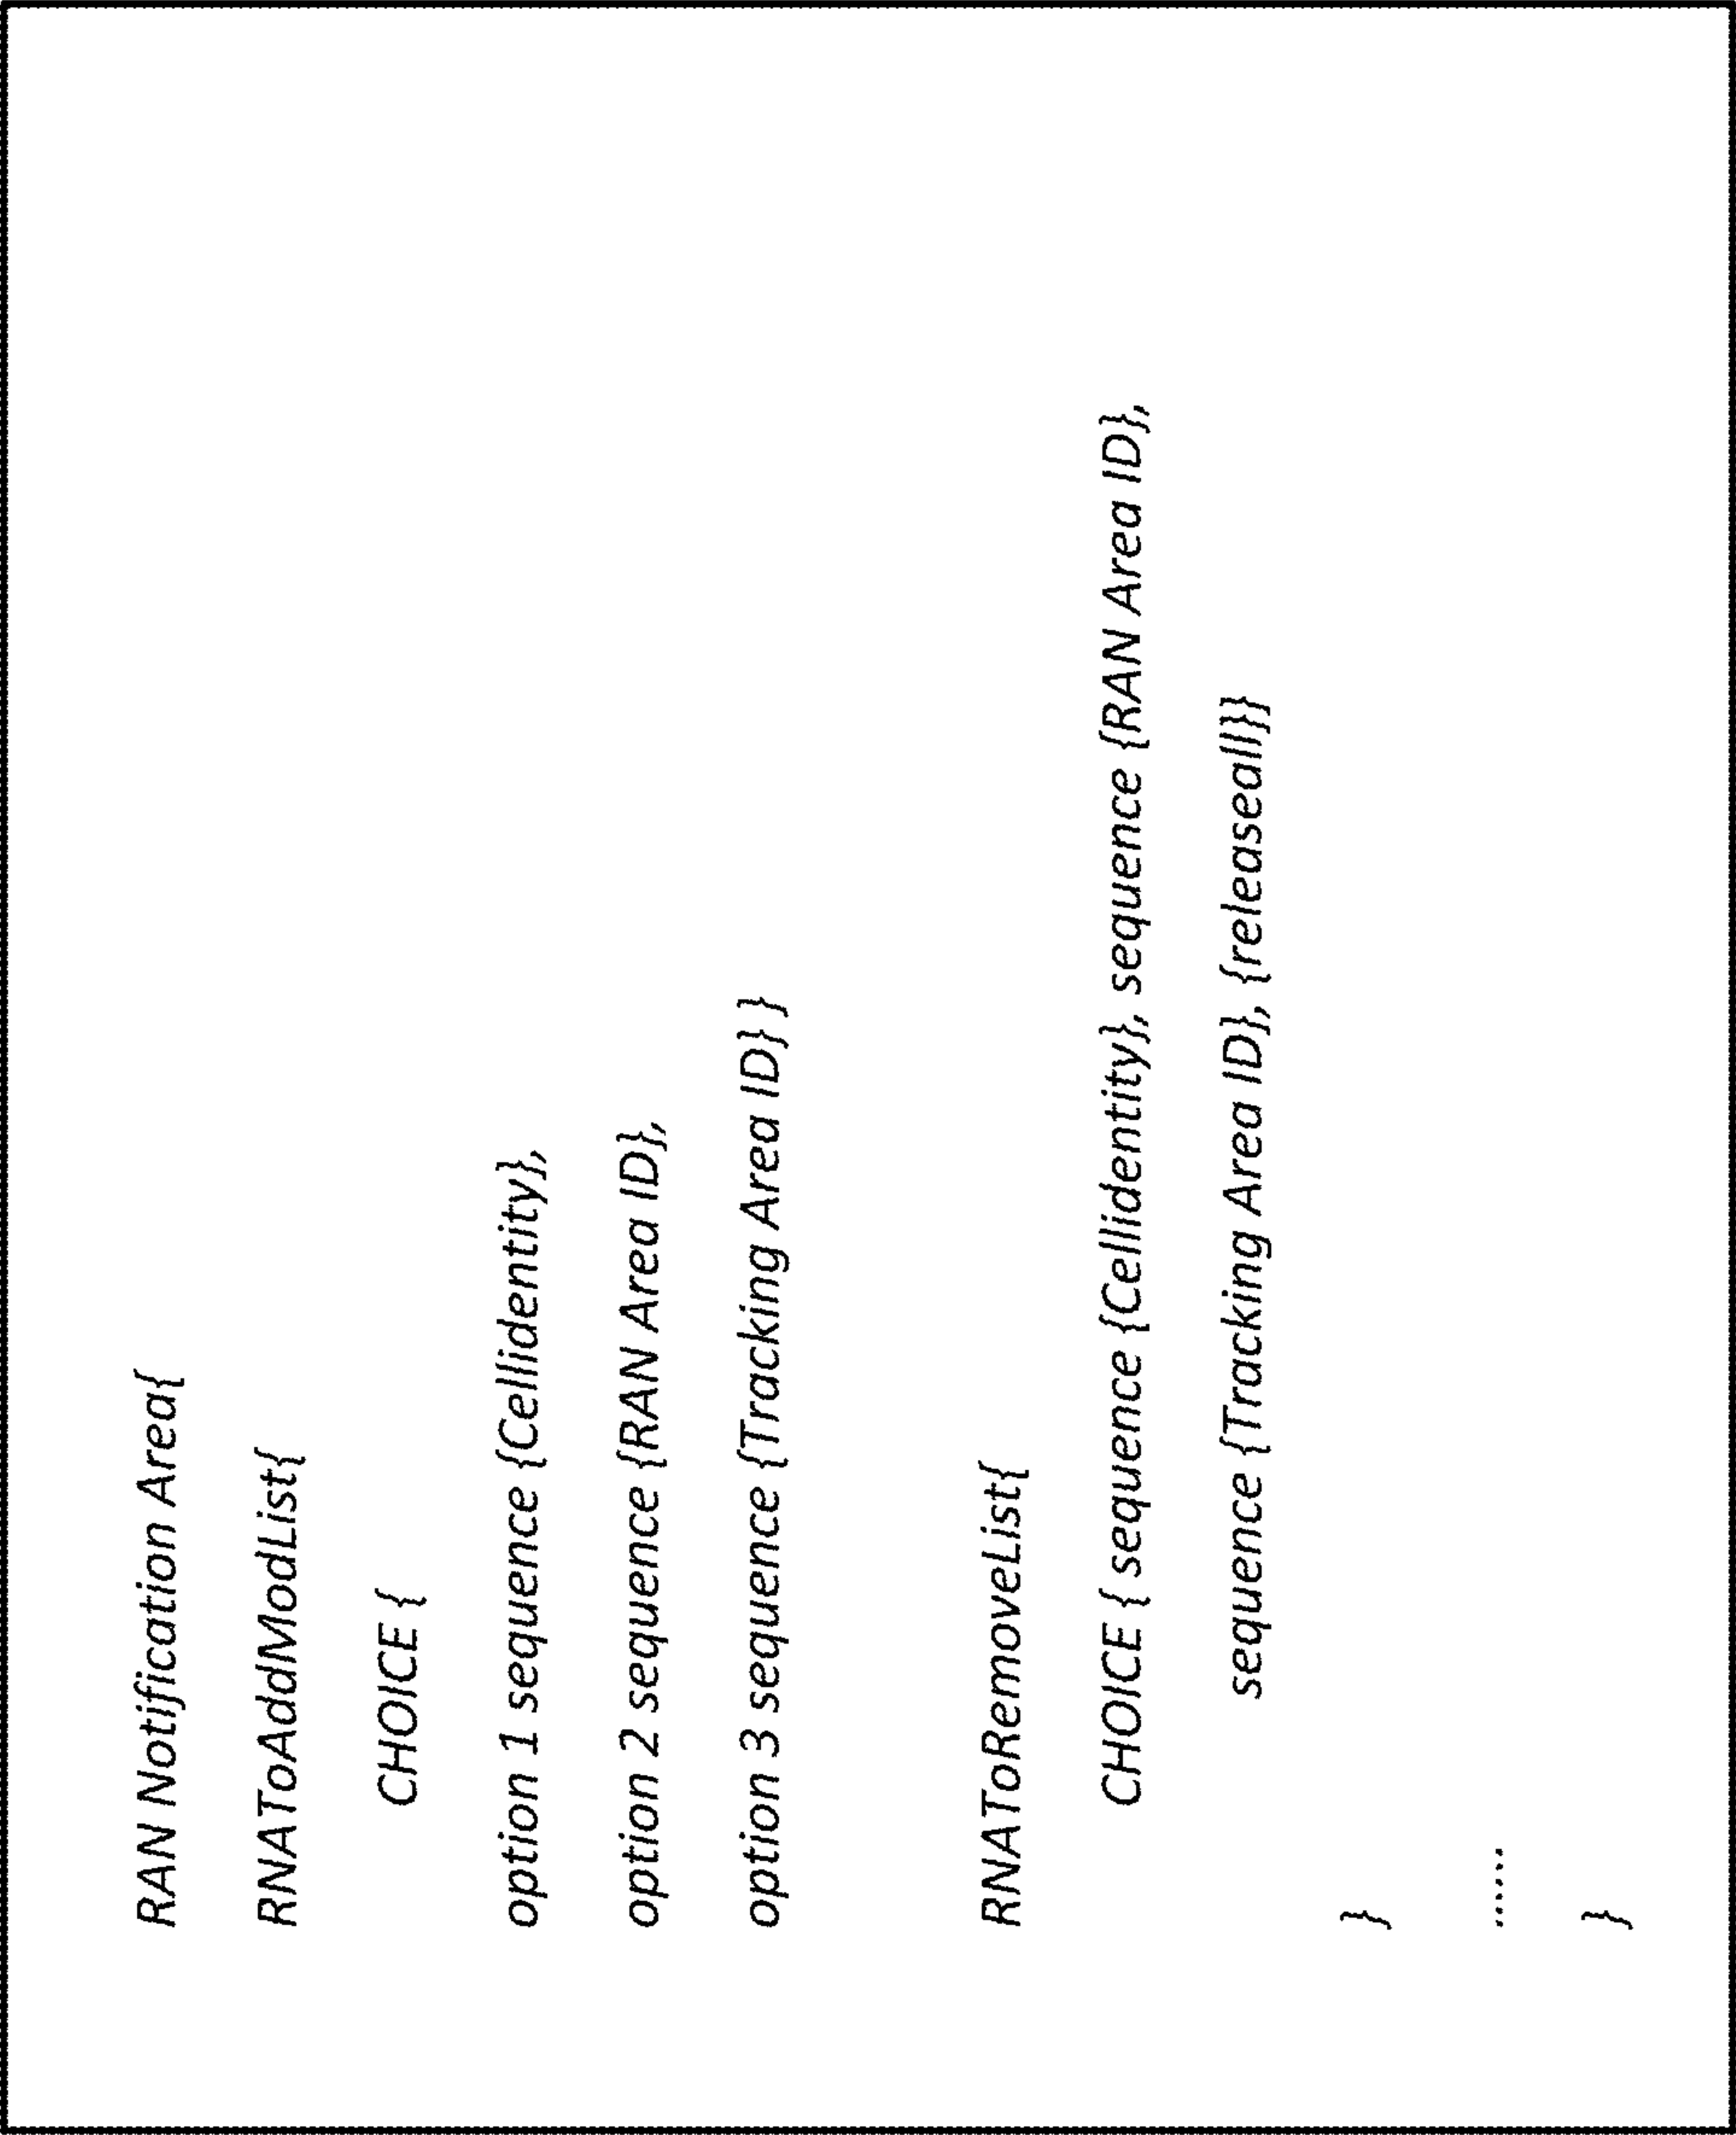 RAN Notification Area{
RNAToAddModList{
CHOICE {
option 1 sequence {Cellidentity},
option 2 sequence {RAN Area ID},
option 3 sequence {Tracking Area ID} }
RNAToRemoveList{
CHOICE { sequence {Cellidentity}, sequence {RAN Area ID},
sequence {Tracking Area ID}, {releaseall}}
}
......
}